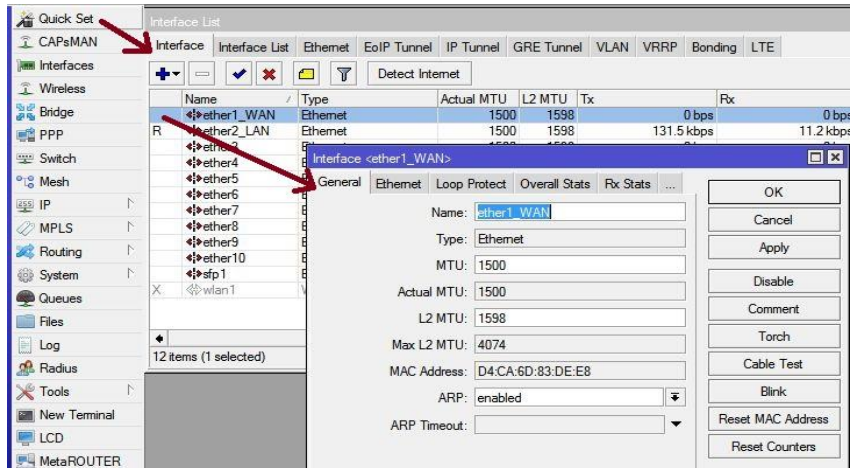 Quick Set
CAPsMAN
Interfaces
Wireless
Bridge
PPP
Switch
Mesh
IP
MPLS
Routing
System
Queues
Files
Log
Radius
Tools
New Terminal
LCD
MetaROUTER
Interface List
Interface Interface List Ethernet EoIP Tunnel IP Tunnel GRE Tunnel VLAN VRRP Bonding LTE
Detect Internet
Name Type Actual MTU L2 MTU Tx Rx
ether1_WAN Ethernet 1500 1598 0 bps 0 bps
R ether2_LAN Ethernet 1500 1598 131.5 kbps 11.2 kbps
ether4
ether5
ether6
ether7
ether8
ether9
ether10
sfp1
X wlan1
12 items (1 selected)
Interface <ether1_WAN>
General Ethernet Loop Protect Overall Stats Rx Stats ...
Name: ether1_WAN
Type: Ethernet
MTU: 1500
Actual MTU: 1500
L2 MTU: 1598
Max L2 MTU: 4074
MAC Address: D4:CA:6D:83:DE:E8
ARP: enabled
ARP Timeout:
OK
Cancel
Apply
Disable
Comment
Torch
Cable Test
Blink
Reset MAC Address
Reset Counters